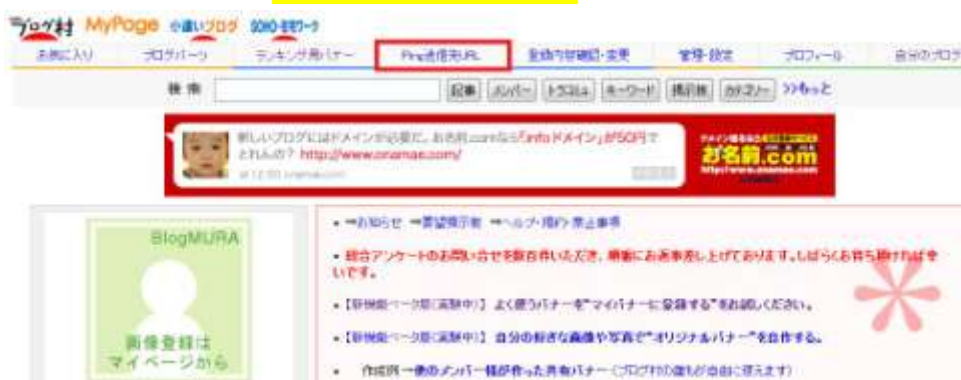 ブログ村 MyPage 小遣いブログ SOHO・在宅ワーク
お気に入り ブログパーツ ランキング用バナー Ping送信先URL 登録内容確認・変更 管理・設定 プロフィール 自分のブログ
検索 記事 メンバー トラコミュ キーワード 掲示板 カテゴリー >>もっと
新しいブログにはドメインが必要だ。お名前.comなら「infoドメイン」が50円で
とれんの? http://www.onamae.com/
お名前.com
http://www.onamae.com
BlogMURA
画像登録は
マイページから
• ⇒お知らせ ⇒要望掲示板 ⇒ヘルプ・規約・禁止事項
• 総合アンケートのお問い合せを数百件いただき、順番にお返事差し上げております。しばらくお待ち頂ければ幸
いです。
• 【新機能ベータ版(実験中)】 よく使うバナーを"マイバナーに登録する"をお試しください。
• 【新機能ベータ版(実験中)】 自分の好きな画像や写真で"オリジナルバナー"を自作する。
• 作成例 ⇒他のメンバー様が作った共有バナー(ブログ村の誰もが自由に使えます)